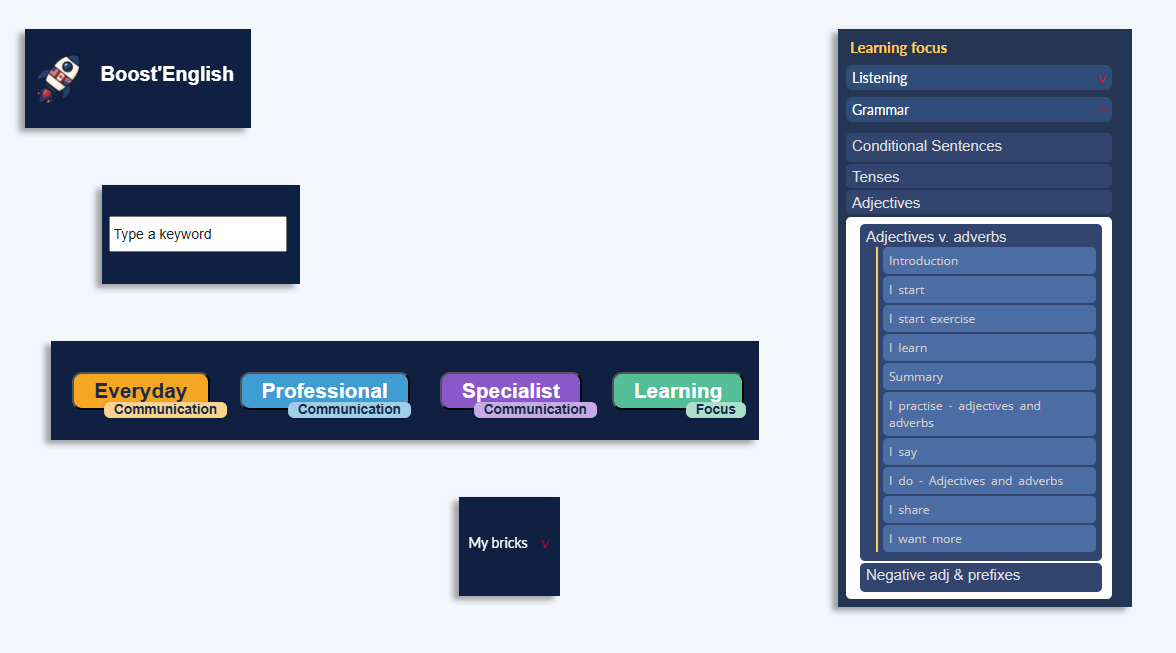 Boost'English
Type a keyword
Everyday
Communication
Professional
Communication
Specialist
Communication
Learning
Focus
My bricks v
Learning focus
Listening v
Grammar
Conditional Sentences
Tenses
Adjectives
Adjectives v. adverbs
Introduction
I start
I start exercise
I learn
Summary
I practise - adjectives and
adverbs
I say
I do - Adjectives and adverbs
I share
I want more
Negative adj & prefixes